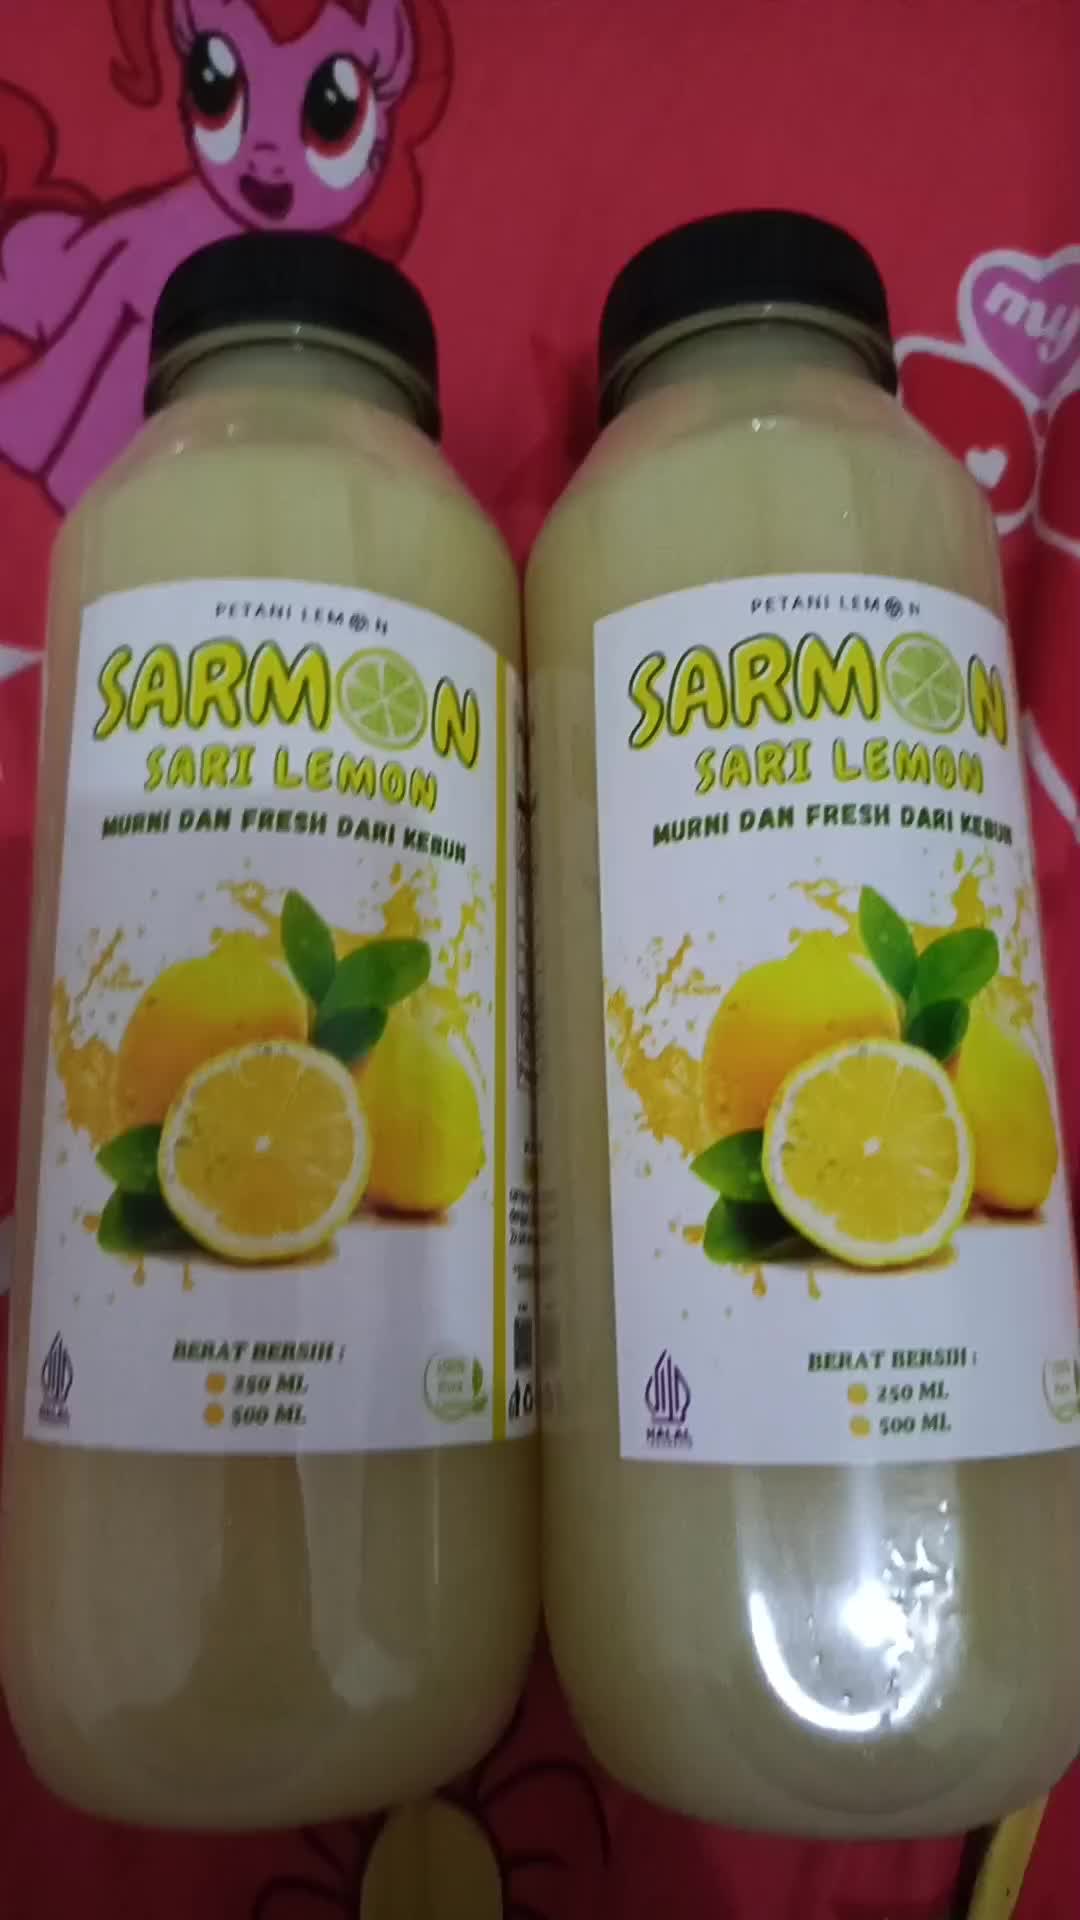 my
PETANI LEMON
SARMON
SARI LEMON
MURNI DAN FRESH DARI KEBUN
BERAT BERSIH :
250 ML
500 ML
HALAL
PETANI LEMON
SARMON
SARI LEMON
MURNI DAN FRESH DARI KEBUN
BERAT BERSIH :
250 ML
500 ML
HALAL